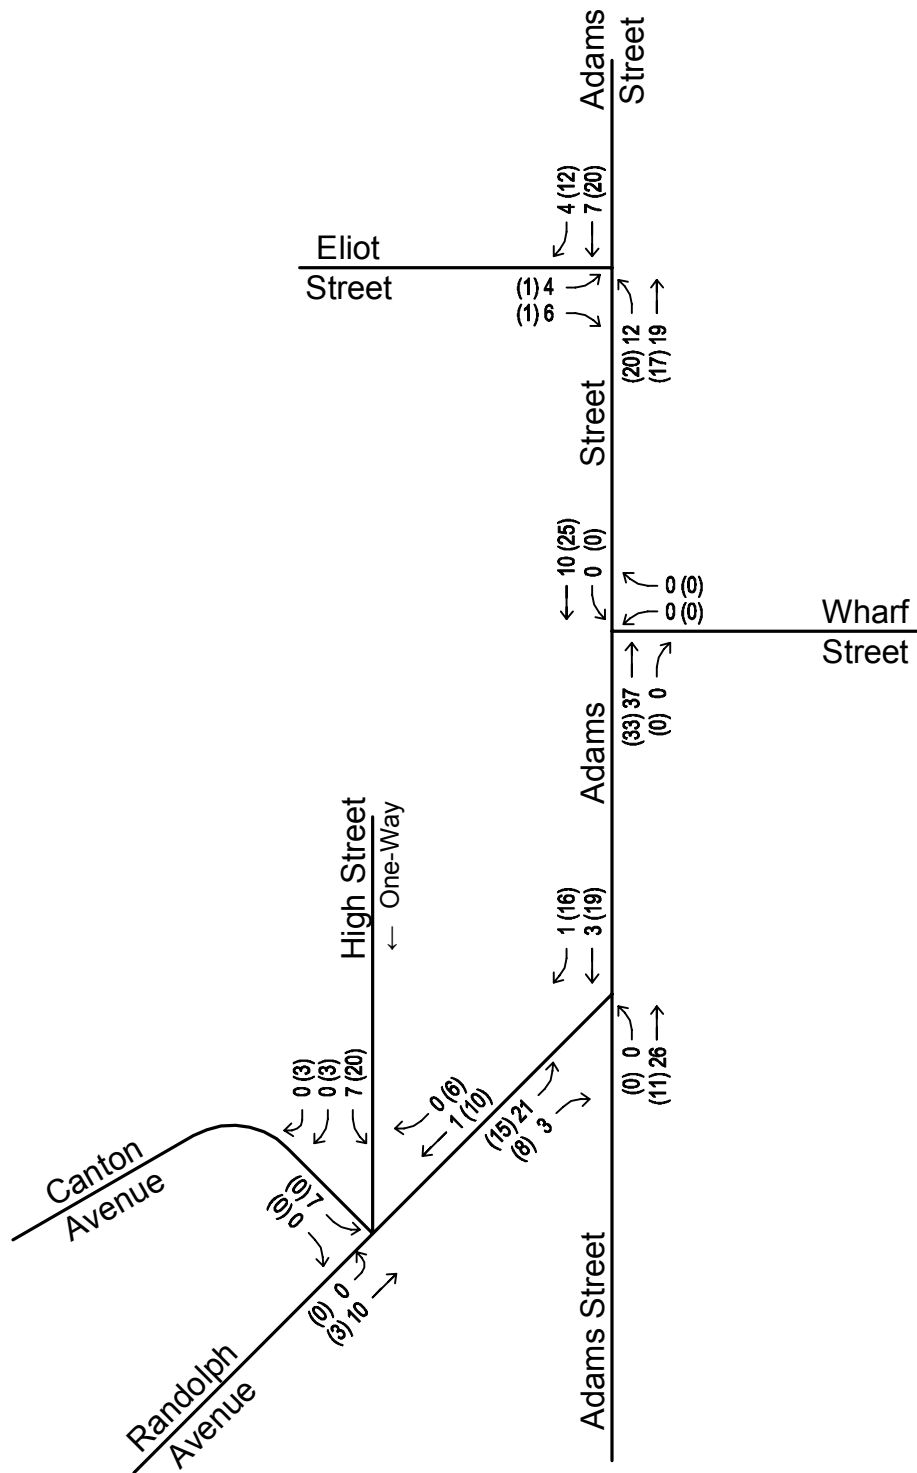 Adams
Street
4 (12)
7 (20)
Eliot
Street
(1) 4
(1) 6
(20) 12
(17) 19
Street
10 (25)
0 (0)
0 (0)
0 (0)
Wharf
Street
(33) 37
(0) 0
Adams
High Street
← One-Way
1 (16)
3 (19)
(0) 0
(11) 26
0 (3)
0 (3)
7 (20)
0 (6)
1 (10)
(15) 21
(8) 3
Canton
Avenue
(0) 7
(0) 0
(0) 0
(3) 10
Adams Street
Randolph
Avenue